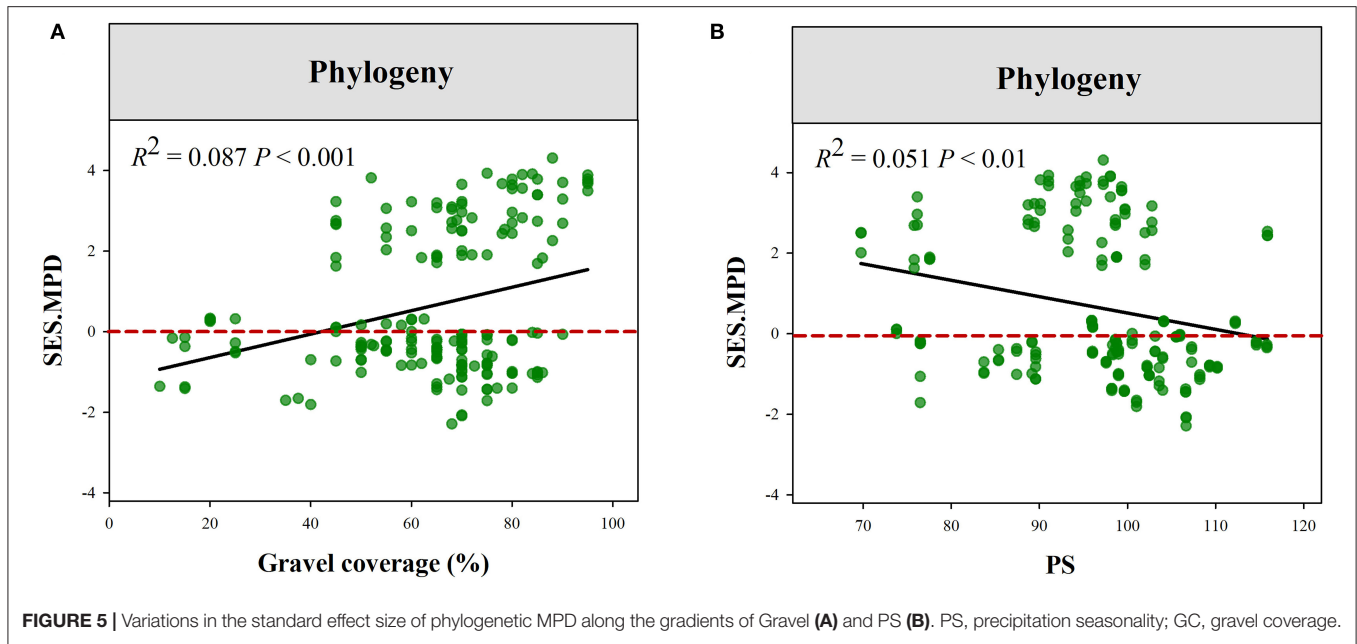 A
Phylogeny
R² = 0.087 P < 0.001
SES.MPD
4
2
0
-2
-4
0 20 40 60 80 100
Gravel coverage (%)
B
Phylogeny
R² = 0.051 P < 0.01
SES.MPD
4
2
0
-2
-4
70 80 90 100 110 120
PS
FIGURE 5 | Variations in the standard effect size of phylogenetic MPD along the gradients of Gravel (A) and PS (B). PS, precipitation seasonality; GC, gravel coverage.